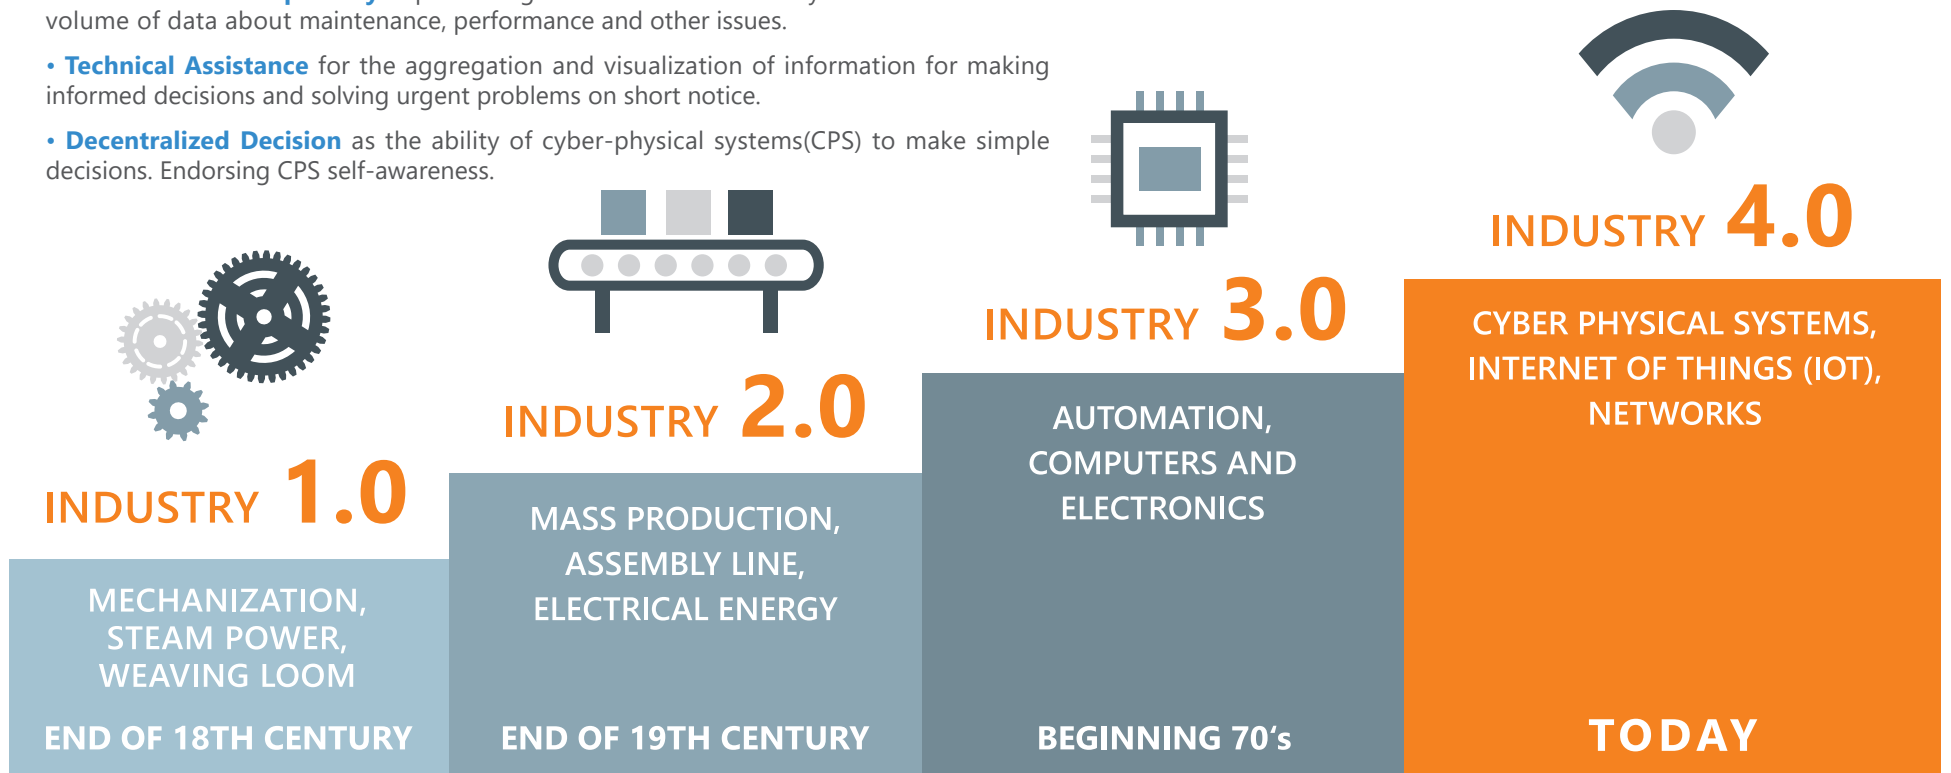 volume of data about maintenance, performance and other issues.
• Technical Assistance for the aggregation and visualization of information for making
informed decisions and solving urgent problems on short notice.
• Decentralized Decision as the ability of cyber-physical systems(CPS) to make simple
decisions. Endorsing CPS self-awareness.
INDUSTRY 1.0
MECHANIZATION,
STEAM POWER,
WEAVING LOOM
END OF 18TH CENTURY
INDUSTRY 2.0
MASS PRODUCTION,
ASSEMBLY LINE,
ELECTRICAL ENERGY
END OF 19TH CENTURY
INDUSTRY 3.0
AUTOMATION,
COMPUTERS AND
ELECTRONICS
BEGINNING 70‘s
INDUSTRY 4.0
CYBER PHYSICAL SYSTEMS,
INTERNET OF THINGS (IOT),
NETWORKS
TODAY